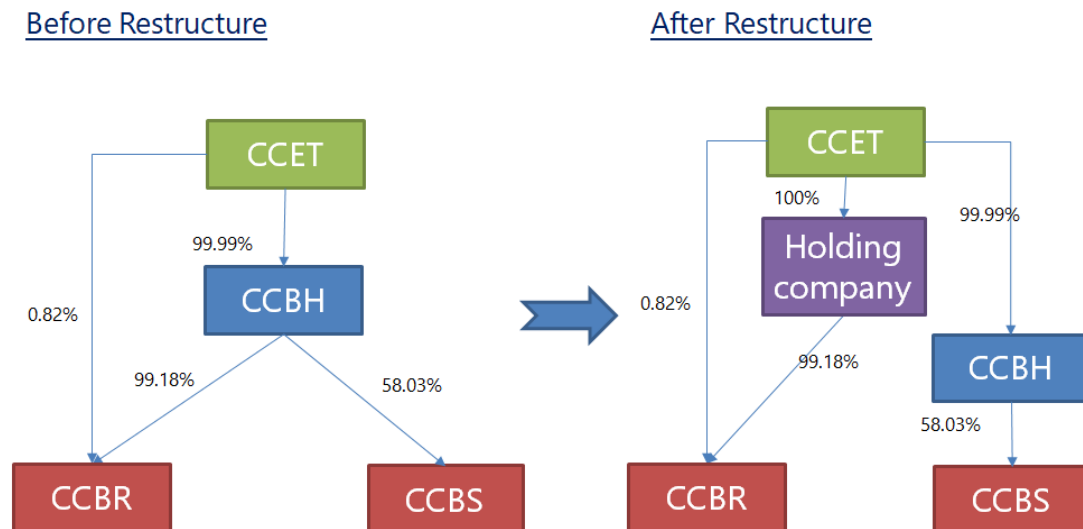 Before Restructure
CCET
99.99%
CCBH
0.82%
99.18%
58.03%
CCBR
CCBS
After Restructure
CCET
100%
99.99%
Holding
company
0.82%
99.18%
CCBH
58.03%
CCBR
CCBS